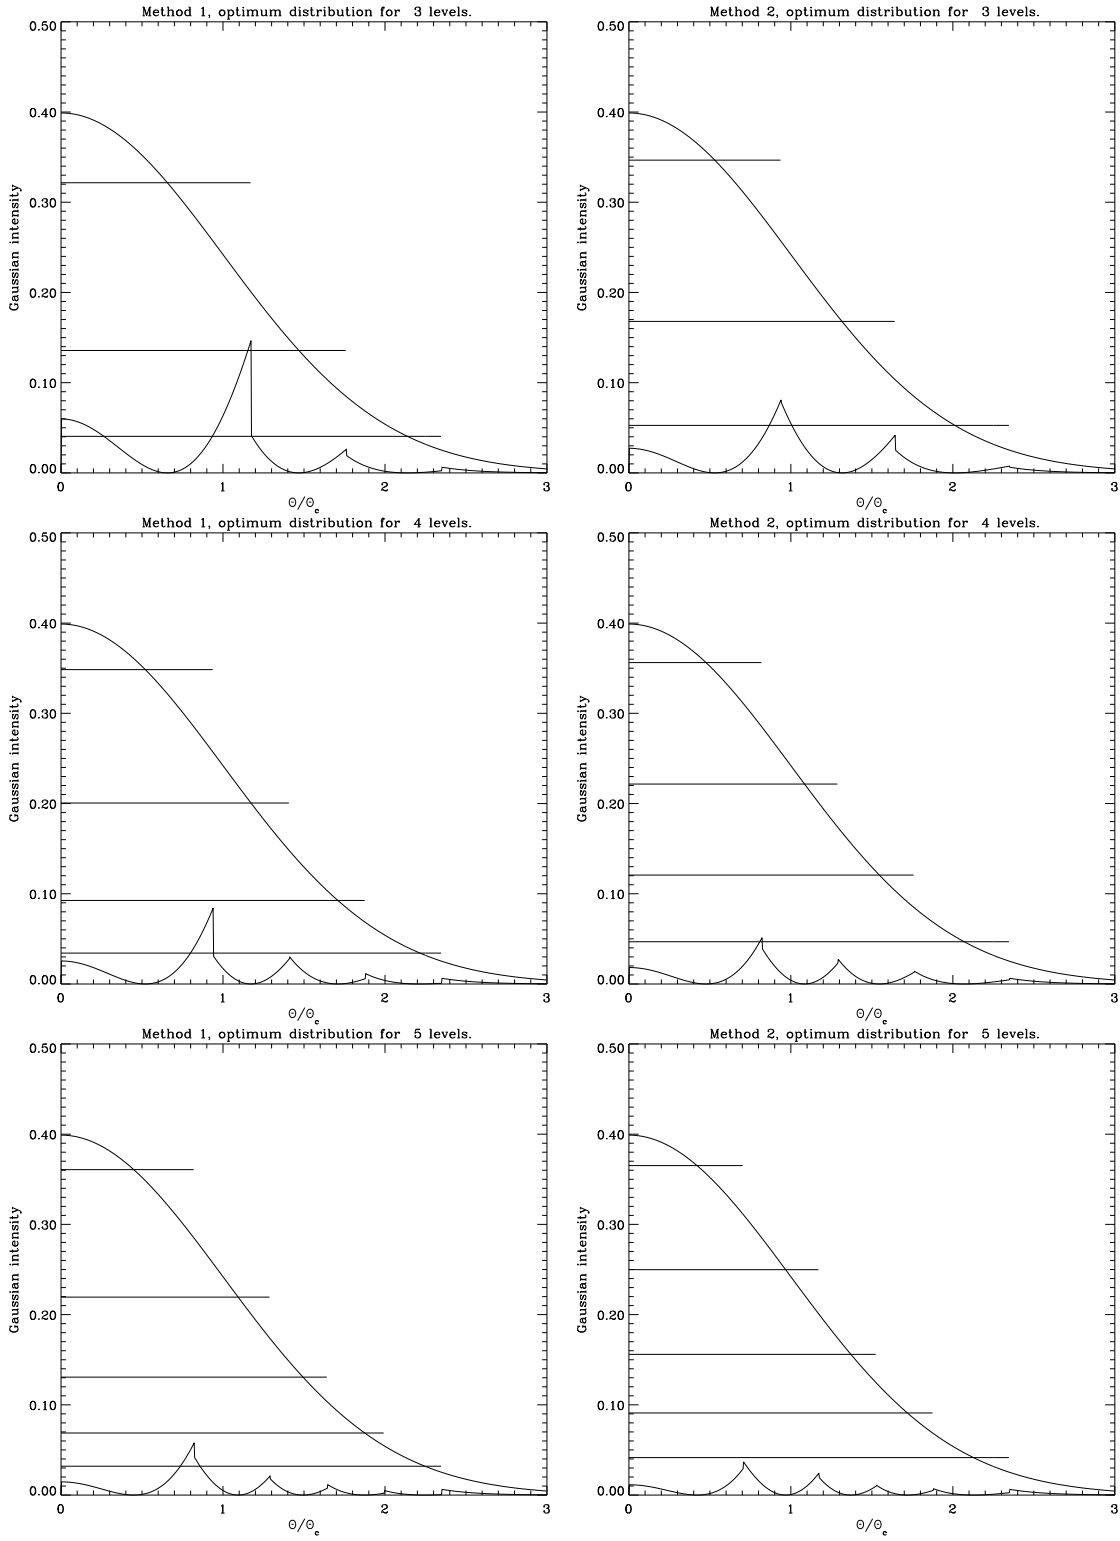 Method 1, optimum distribution for 3 levels.
0.50
0.40
0.30
0.20
0.10
0.00
Gaussian intensity
0 1 2 3
Θ/Θc
Method 2, optimum distribution for 3 levels.
0.50
0.40
0.30
0.20
0.10
0.00
Gaussian intensity
0 1 2 3
Θ/Θc
Method 1, optimum distribution for 4 levels.
0.50
0.40
0.30
0.20
0.10
0.00
Gaussian intensity
0 1 2 3
Θ/Θc
Method 2, optimum distribution for 4 levels.
0.50
0.40
0.30
0.20
0.10
0.00
Gaussian intensity
0 1 2 3
Θ/Θc
Method 1, optimum distribution for 5 levels.
0.50
0.40
0.30
0.20
0.10
0.00
Gaussian intensity
0 1 2 3
Θ/Θc
Method 2, optimum distribution for 5 levels.
0.50
0.40
0.30
0.20
0.10
0.00
Gaussian intensity
0 1 2 3
Θ/Θc